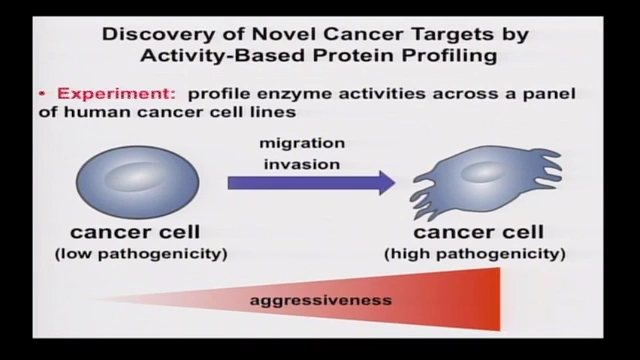 Discovery of Novel Cancer Targets by
Activity-Based Protein Profiling
• Experiment: profile enzyme activities across a panel
of human cancer cell lines
migration
invasion
cancer cell
(low pathogenicity)
cancer cell
(high pathogenicity)
aggressiveness